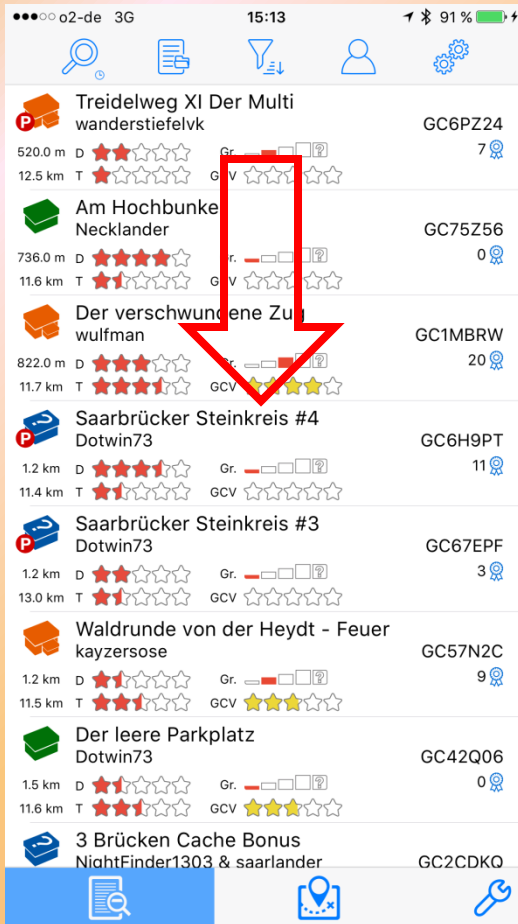 o2-de 3G 15:13 91 %
Treidelweg XI Der Multi
wanderstiefelvk GC6PZ24
520.0 m D Gr. ? 7
12.5 km T GCV
Am Hochbunke
Necklander GC75Z56
736.0 m D Gr. ? 0
11.6 km T GCV
Der verschwundene Zug
wulfman GC1MBRW
822.0 m D Gr. ? 20
11.7 km T GCV
Saarbrücker Steinkreis #4
P Dotwin73 GC6H9PT
1.2 km D Gr. ? 11
11.4 km T GCV
Saarbrücker Steinkreis #3
P Dotwin73 GC67EPF
1.2 km D Gr. ? 3
13.0 km T GCV
Waldrunde von der Heydt - Feuer
kayzersose GC57N2C
1.2 km D Gr. ? 9
11.5 km T GCV
Der leere Parkplatz
Dotwin73 GC42Q06
1.5 km D Gr. ? 0
11.6 km T GCV
3 Brücken Cache Bonus
NightFinder1303 & saarlander GC2CDKQ